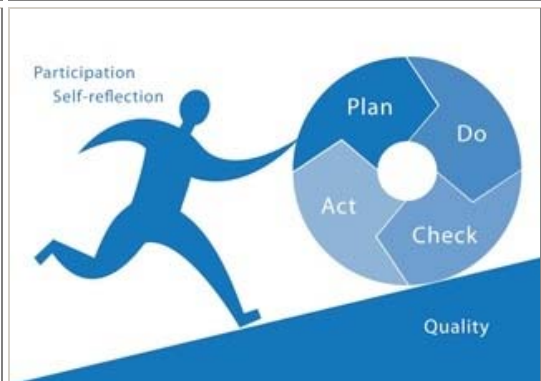 Participation
Self-reflection
Plan
Do
Act
Check
Quality